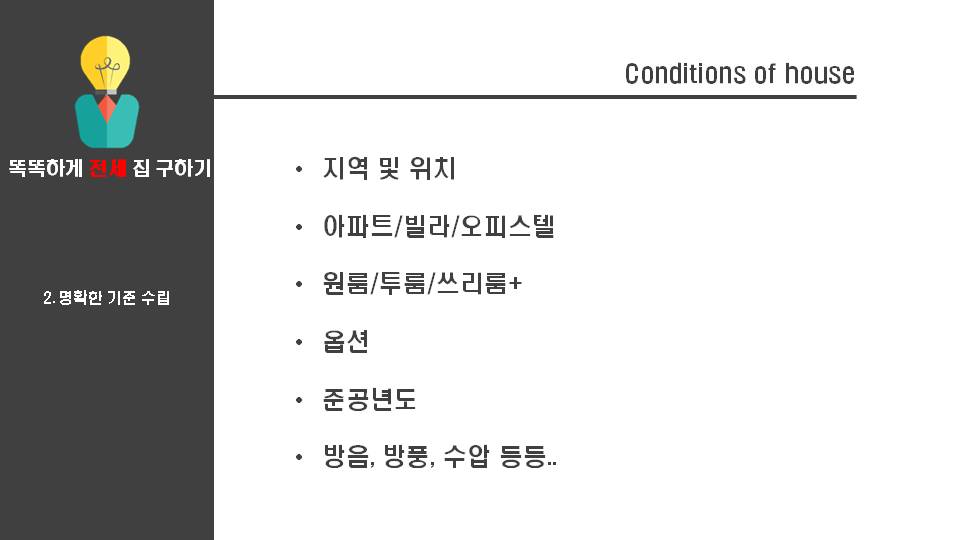 똑똑하게 전세 집 구하기
2. 명확한 기준 수립
Conditions of house
• 지역 및 위치
• 아파트/빌라/오피스텔
• 원룸/투룸/쓰리룸+
• 옵션
• 준공년도
• 방음, 방풍, 수압 등등..